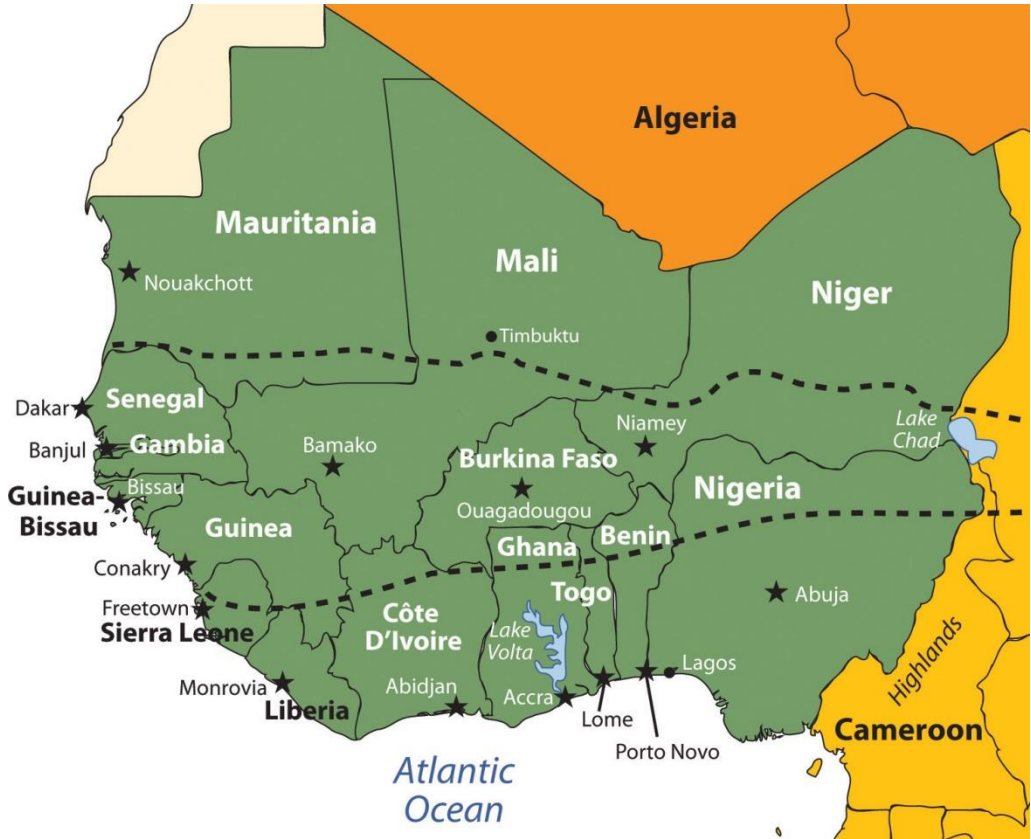 Algeria
Mauritania
Mali
Niger
Nouakchott
Timbuktu
Senegal
Dakar
Gambia
Banjul
Bamako
Niamey
Lake
Chad
Burkina Faso
Ouagadougou
Nigeria
Bissau
Guinea-
Bissau
Guinea
Ghana
Benin
Conakry
Togo
Abuja
Freetown
Sierra Leone
Côte
D'Ivoire
Lake
Volta
Highlands
Monrovia
Liberia
Abidjan
Accra
Lome
Lagos
Porto Novo
Cameroon
Atlantic
Ocean